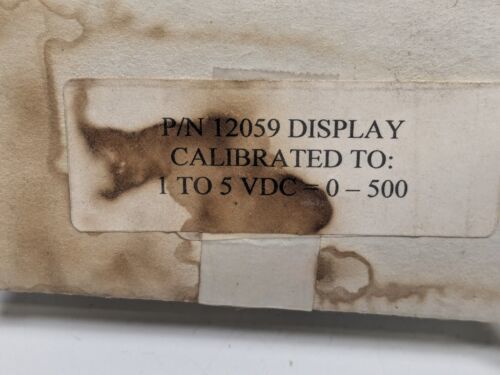 P/N 12059 DISPLAY
CALIBRATED TO:
1 TO 5 VDC = 0 – 500